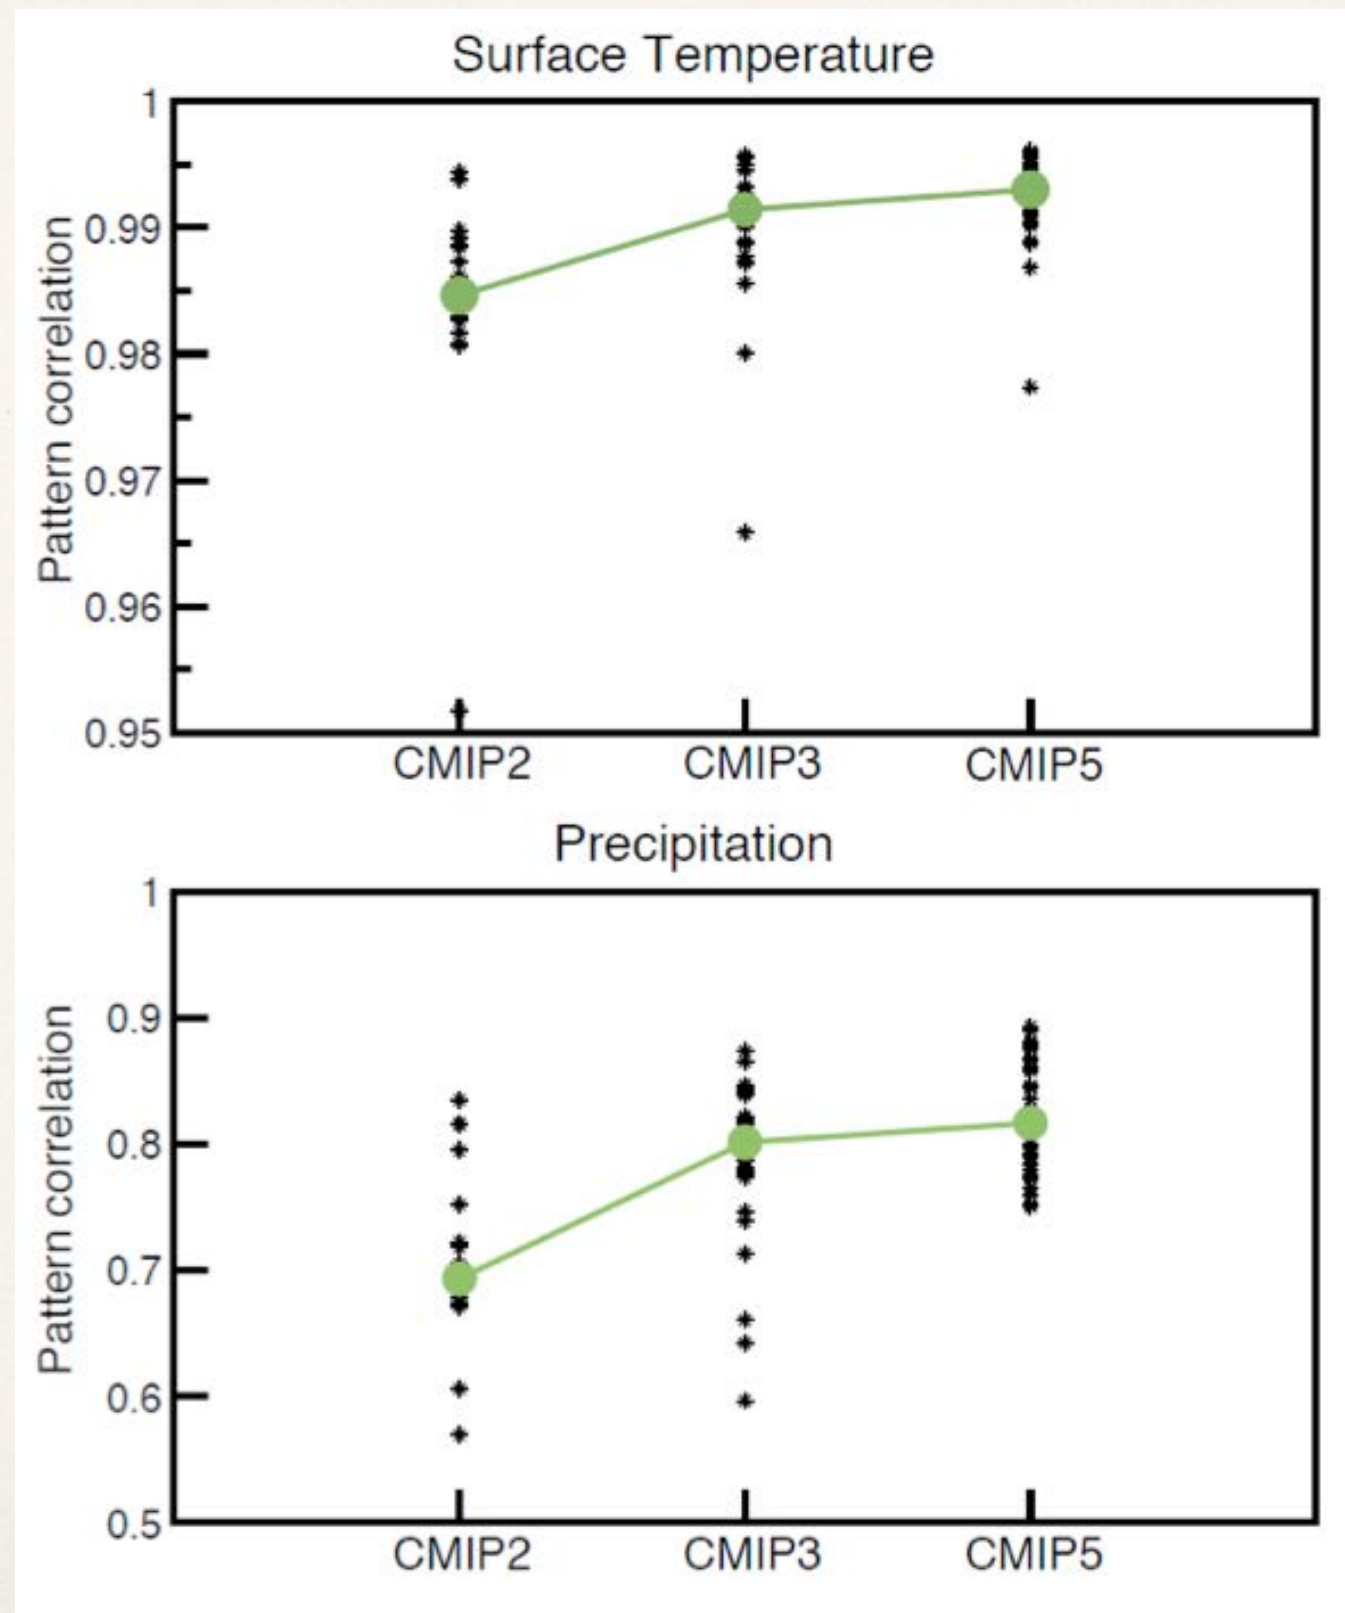 Surface Temperature
Pattern correlation
1
0.99
0.98
0.97
0.96
0.95
CMIP2 CMIP3 CMIP5
Precipitation
Pattern correlation
1
0.9
0.8
0.7
0.6
0.5
CMIP2 CMIP3 CMIP5